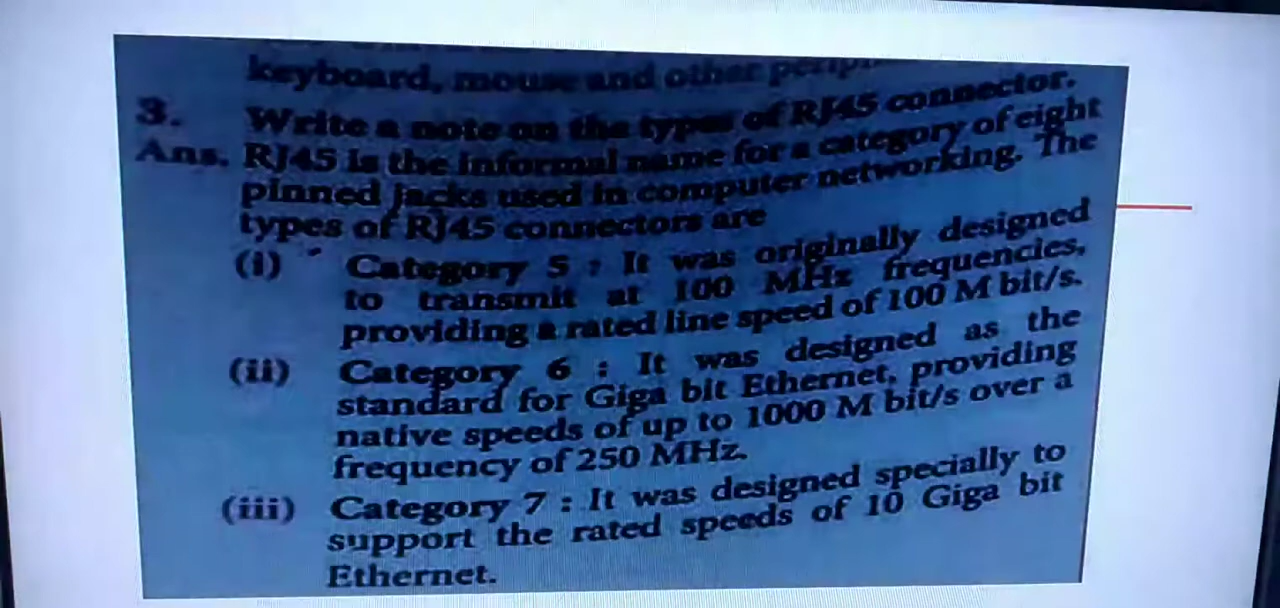 keyboard, mouse and other
3. Write a note on the types of RJ45 connector.
Ans. RJ45 is the informal name for a category of eight
pinned jacks used in computer networking. The
types of RJ45 connectors are
(i) Category 5 : It was originally designed
to transmit at 100 MHz frequencies,
providing a rated line speed of 100 M bit/s.
(ii) Category 6 : It was designed as the
standard for Giga bit Ethernet, providing
native speeds of up to 1000 M bit/s over a
frequency of 250 MHz.
(iii) Category 7 : It was designed specially to
support the rated speeds of 10 Giga bit
Ethernet.